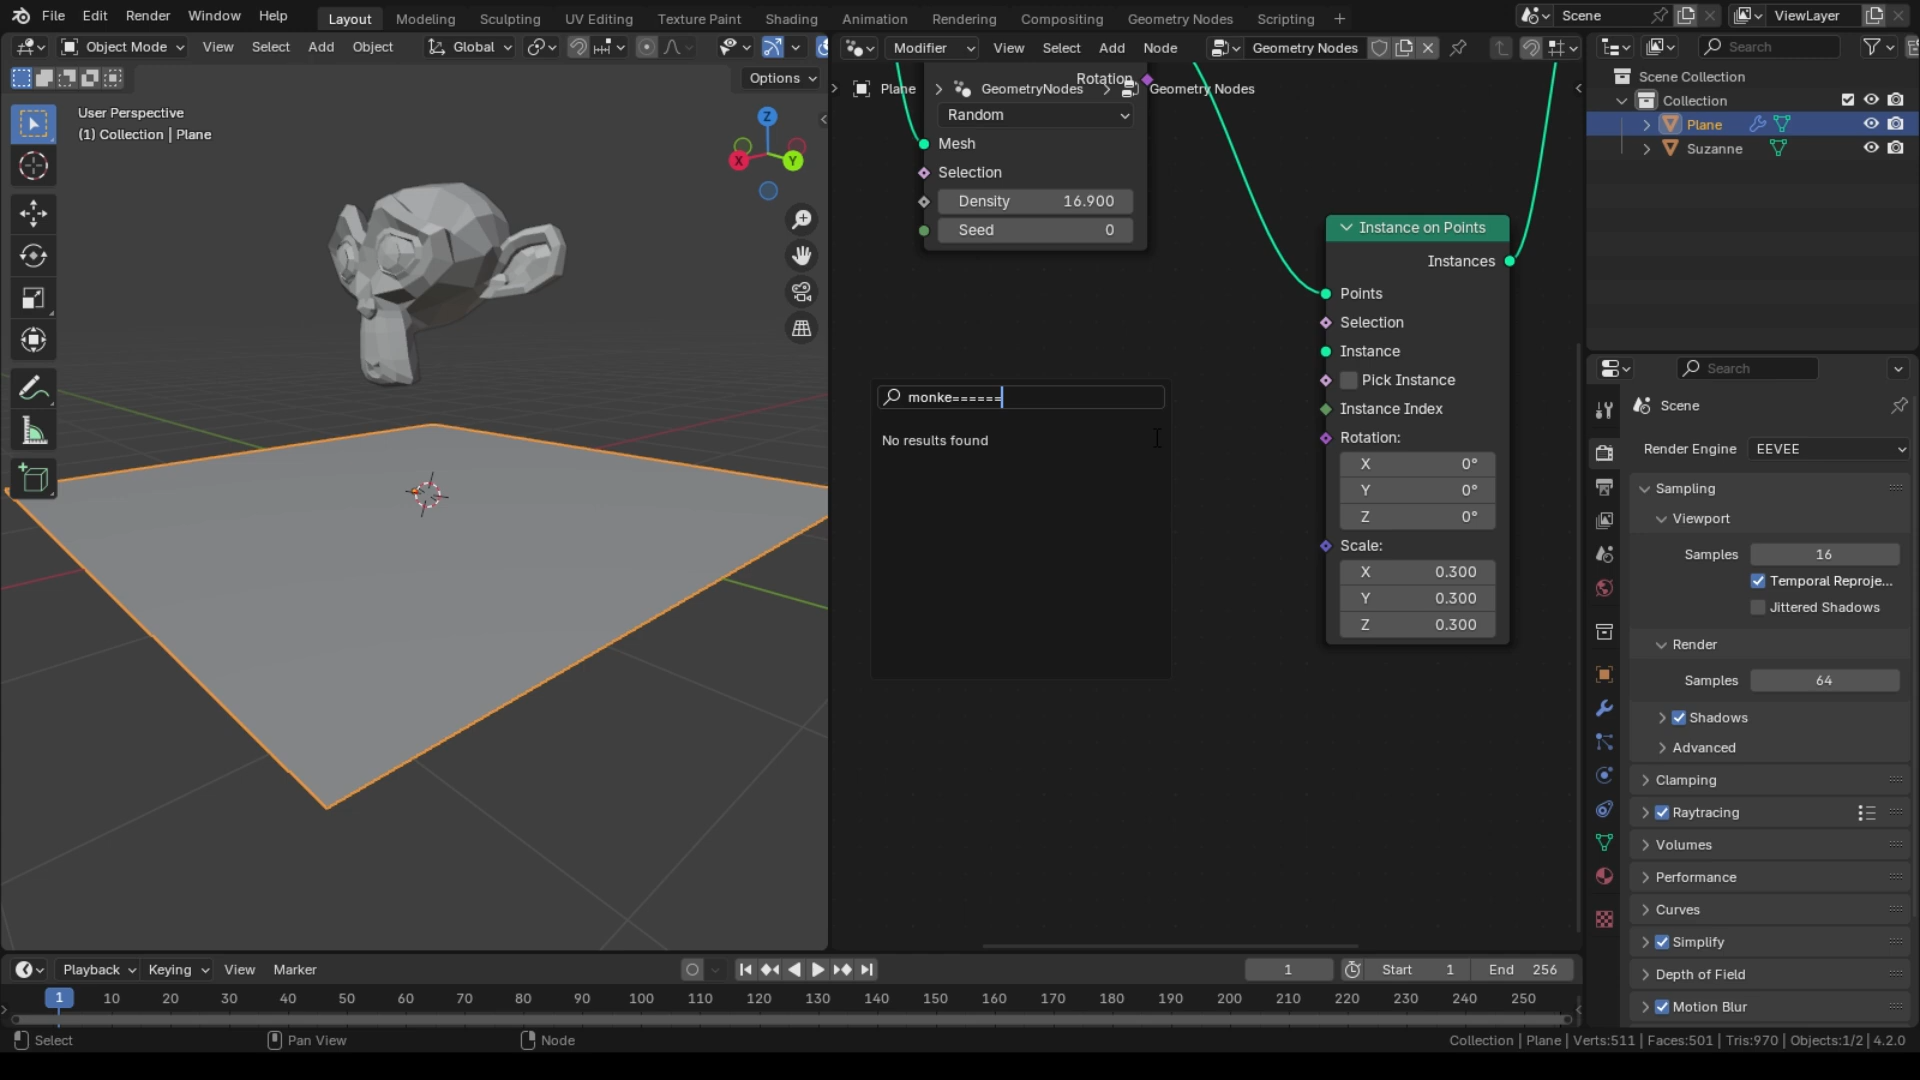 File Edit Render Window Help Layout Modeling Sculpting UV Editing Texture Paint Shading Animation Rendering Compositing Geometry Nodes Scripting + Scene ViewLayer
Object Mode View Select Add Object Global
Modifier View Select Add Node Geometry Nodes
Search
Options
User Perspective
(1) Collection | Plane
Z
X
Y
Plane > GeometryNodes > Geometry Nodes
Rotation
Random
Mesh
Selection
Density 16.900
Seed 0
monke======
No results found
Instance on Points
Instances
Points
Selection
Instance
Pick Instance
Instance Index
Rotation:
X 0°
Y 0°
Z 0°
Scale:
X 0.300
Y 0.300
Z 0.300
Scene Collection
Collection
Plane
Suzanne
Search
Scene
Render Engine EEVEE
Sampling
Viewport
Samples 16
Temporal Reproje...
Jittered Shadows
Render
Samples 64
Shadows
Advanced
Clamping
Raytracing
Volumes
Performance
Curves
Simplify
Depth of Field
Motion Blur
Playback Keying View Marker 1 Start 1 End 256
1 10 20 30 40 50 60 70 80 90 100 110 120 130 140 150 160 170 180 190 200 210 220 230 240 250
Select Pan View Node Collection | Plane | Verts:511 | Faces:501 | Tris:970 | Objects:1/2 | 4.2.0